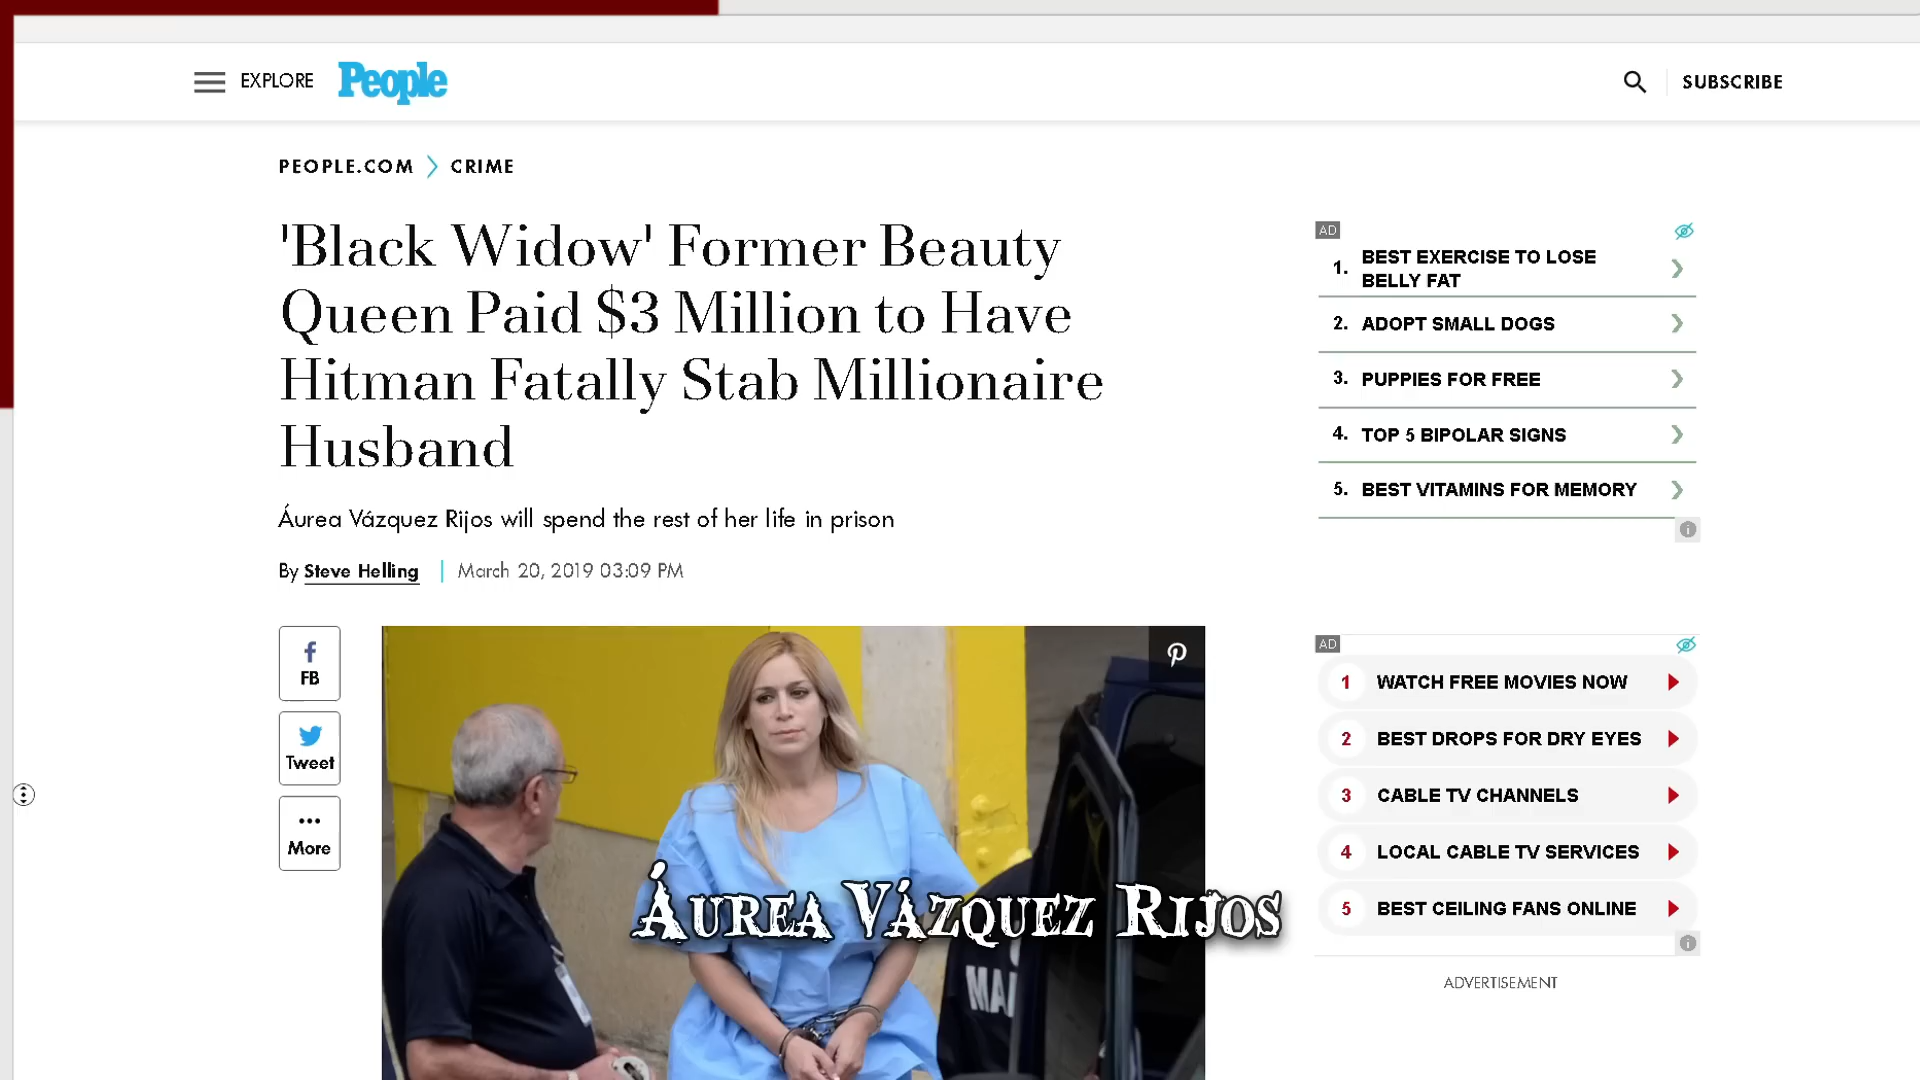 EXPLORE People SUBSCRIBE
PEOPLE.COM CRIME
'Black Widow' Former Beauty
Queen Paid $3 Million to Have
Hitman Fatally Stab Millionaire
Husband
Áurea Vázquez Rijos will spend the rest of her life in prison
By Steve Helling March 20, 2019 03:09 PM
FB
Tweet
More
ÁUREA VÁZQUEZ RIJOS
MA
AD
1. BEST EXERCISE TO LOSE
BELLY FAT
2. ADOPT SMALL DOGS
3. PUPPIES FOR FREE
4. TOP 5 BIPOLAR SIGNS
5. BEST VITAMINS FOR MEMORY
AD
1 WATCH FREE MOVIES NOW
2 BEST DROPS FOR DRY EYES
3 CABLE TV CHANNELS
4 LOCAL CABLE TV SERVICES
5 BEST CEILING FANS ONLINE
ADVERTISEMENT